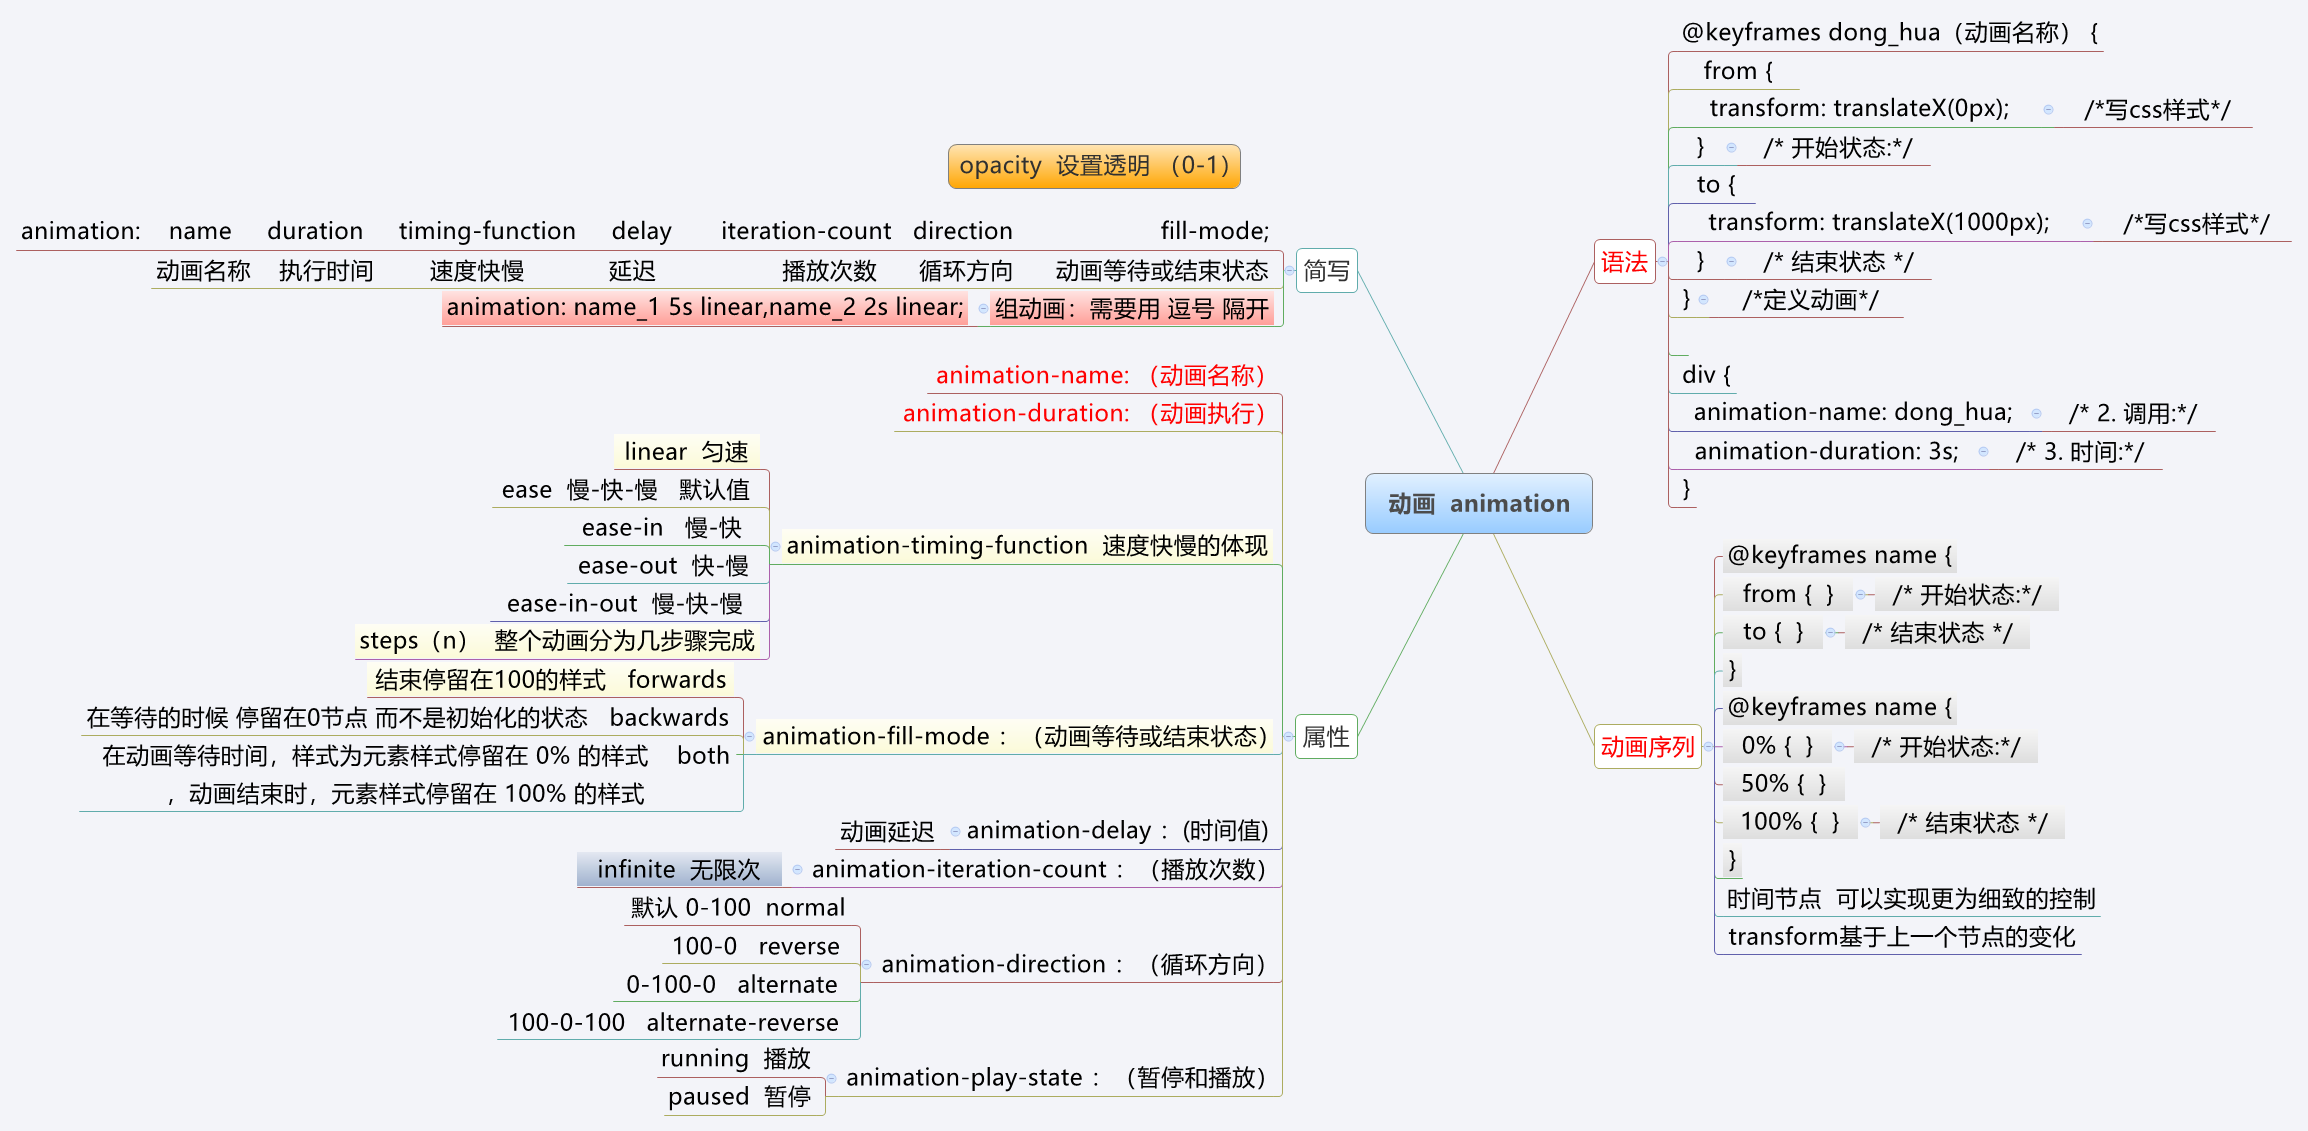 动画 animation
语法
@keyframes dong_hua（动画名称） {
from {
transform: translateX(0px); /*写css样式*/
} /* 开始状态:*/
to {
transform: translateX(1000px); /*写css样式*/
} /* 结束状态 */
} /*定义动画*/
div {
animation-name: dong_hua; /* 2. 调用:*/
animation-duration: 3s; /* 3. 时间:*/
}
动画序列
@keyframes name {
from { } /* 开始状态:*/
to { } /* 结束状态 */
}
@keyframes name {
0% { } /* 开始状态:*/
50% { }
100% { } /* 结束状态 */
}
时间节点 可以实现更为细致的控制
transform基于上一个节点的变化
opacity 设置透明 （0-1）
简写
animation: name duration timing-function delay iteration-count direction fill-mode;
动画名称 执行时间 速度快慢 延迟 播放次数 循环方向 动画等待或结束状态
animation: name_1 5s linear,name_2 2s linear; 组动画：需要用 逗号 隔开
属性
animation-name: （动画名称）
animation-duration: （动画执行）
animation-timing-function 速度快慢的体现
linear 匀速
ease 慢-快-慢 默认值
ease-in 慢-快
ease-out 快-慢
ease-in-out 慢-快-慢
steps（n） 整个动画分为几步骤完成
animation-fill-mode ： （动画等待或结束状态）
结束停留在100的样式 forwards
在等待的时候 停留在0节点 而不是初始化的状态 backwards
在动画等待时间，样式为元素样式停留在 0% 的样式 both
，动画结束时，元素样式停留在 100% 的样式
动画延迟 animation-delay ：(时间值)
infinite 无限次 animation-iteration-count ： （播放次数）
animation-direction ： （循环方向）
默认 0-100 normal
100-0 reverse
0-100-0 alternate
100-0-100 alternate-reverse
animation-play-state ： （暂停和播放）
running 播放
paused 暂停